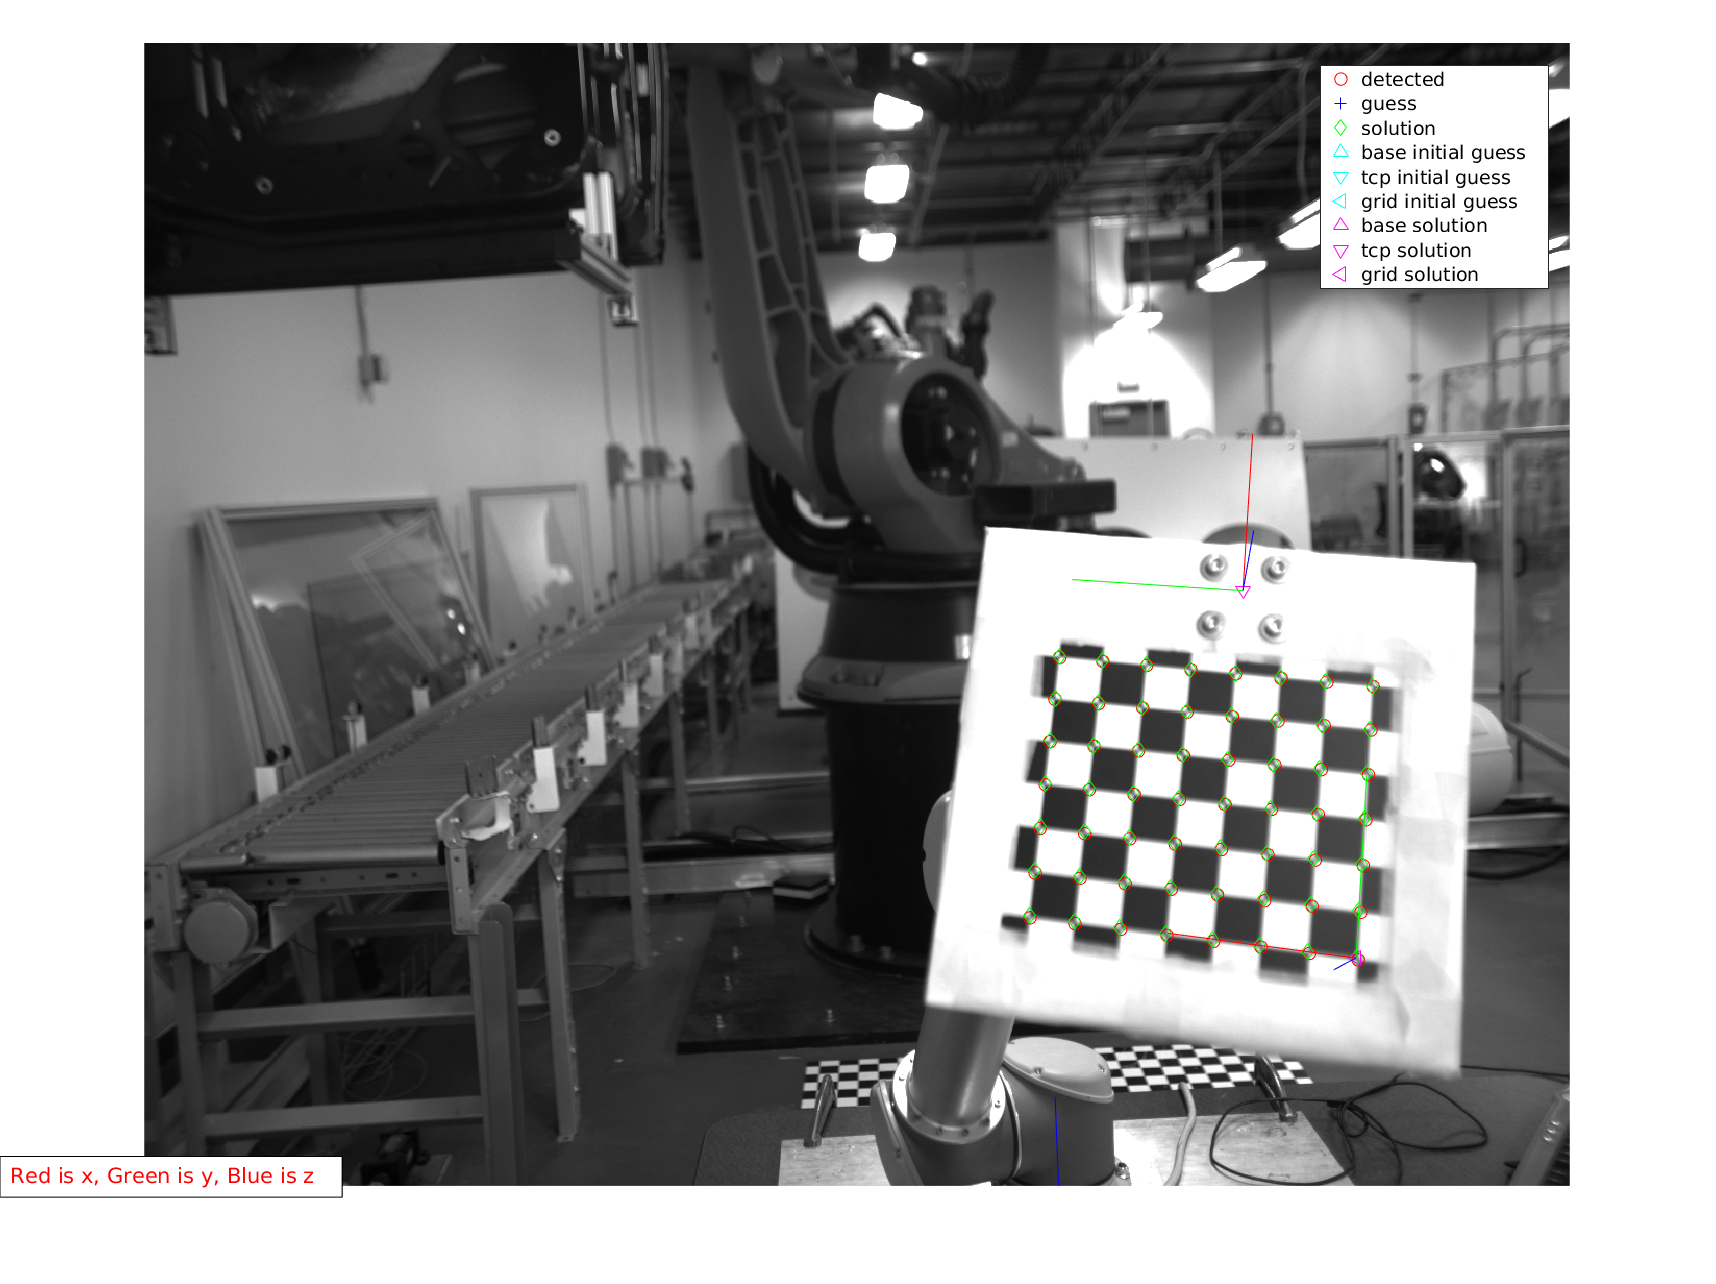 detected
guess
solution
base initial guess
tcp initial guess
grid initial guess
base solution
tcp solution
grid solution
Red is x, Green is y, Blue is z